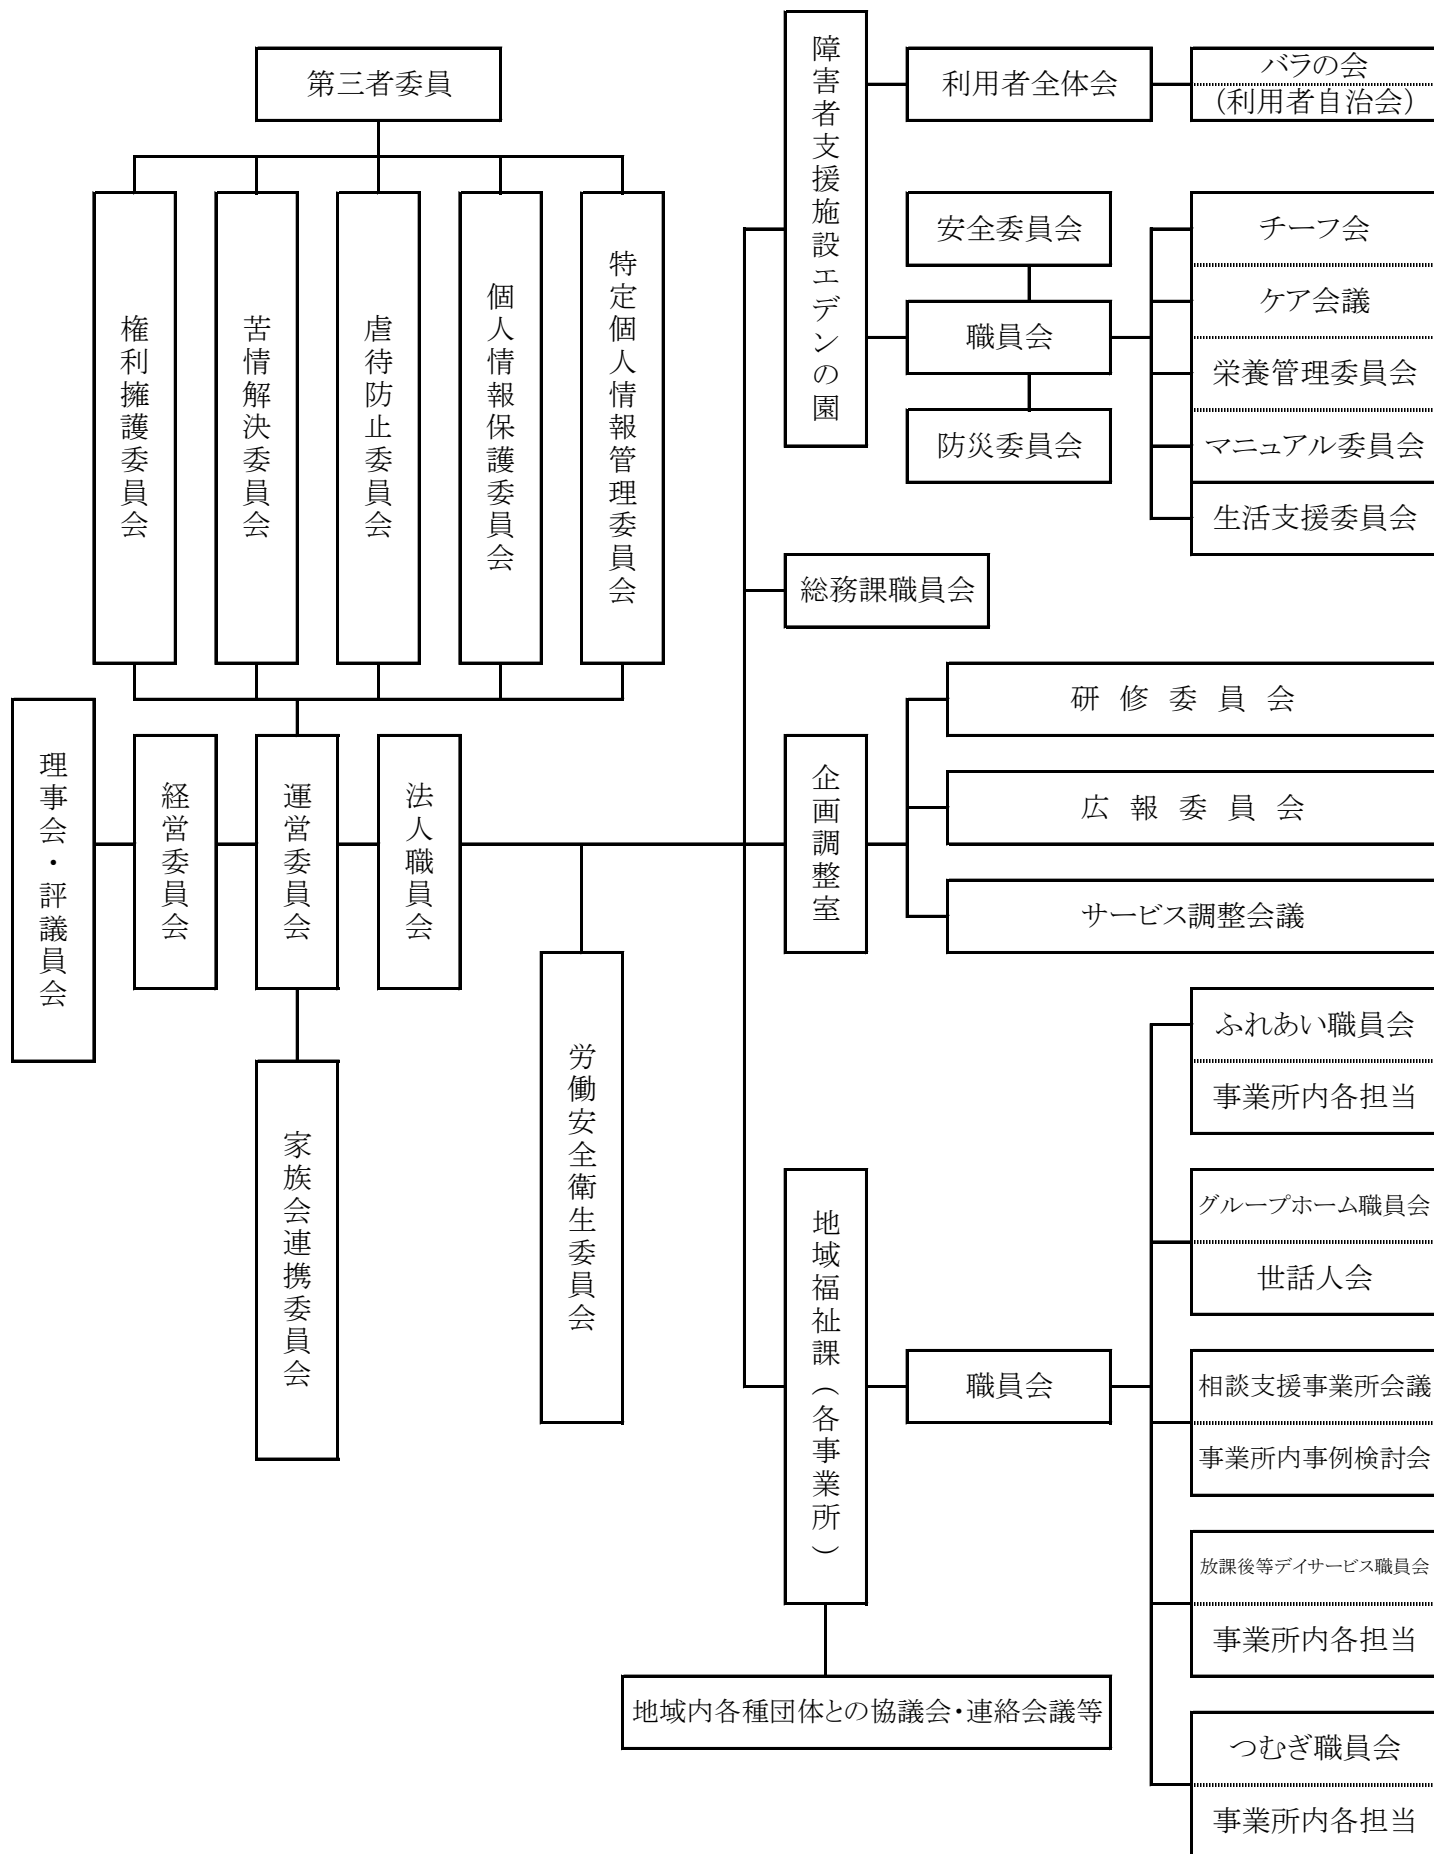 第三者委員
権利擁護委員会
苦情解決委員会
虐待防止委員会
個人情報保護委員会
特定個人情報管理委員会
理事会・評議員会
経営委員会
運営委員会
法人職員会
家族会連携委員会
労働安全衛生委員会
障害者支援施設エデンの園
利用者全体会
バラの会
(利用者自治会)
安全委員会
職員会
防災委員会
チーフ会
ケア会議
栄養管理委員会
マニュアル委員会
生活支援委員会
総務課職員会
企画調整室
研修委員会
広報委員会
サービス調整会議
地域福祉課(各事業所)
職員会
ふれあい職員会
事業所内各担当
グループホーム職員会
世話人会
相談支援事業所会議
事業所内事例検討会
放課後等デイサービス職員会
事業所内各担当
つむぎ職員会
事業所内各担当
地域内各種団体との協議会・連絡会議等